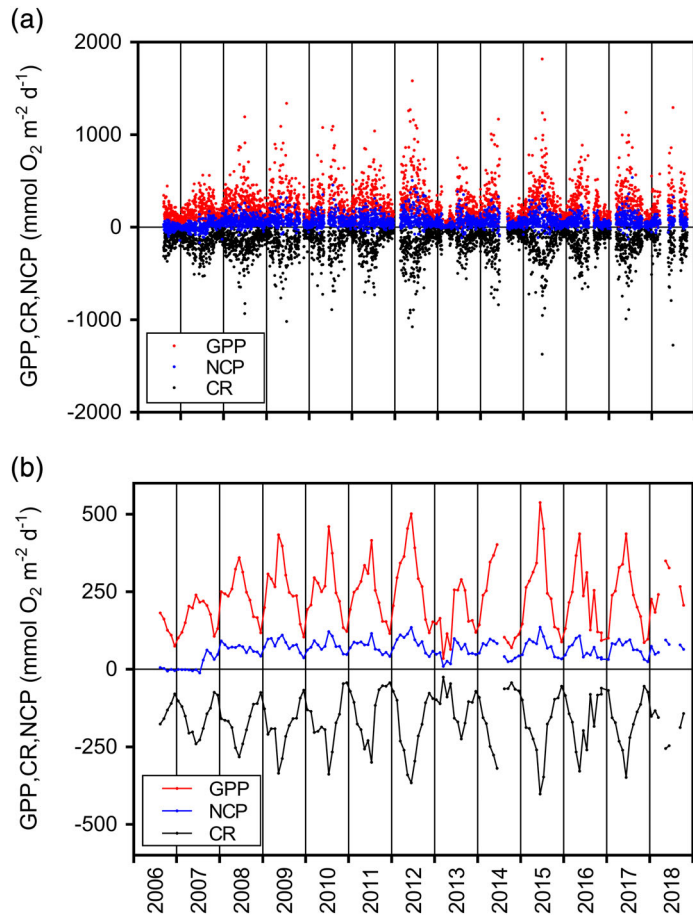 (a)
2000
1000
0
-1000
-2000
GPP,CR,NCP (mmol O₂ m⁻² d⁻¹)
GPP
NCP
CR
(b)
500
250
0
-250
-500
GPP,CR,NCP (mmol O₂ m⁻² d⁻¹)
GPP
NCP
CR
2006
2007
2008
2009
2010
2011
2012
2013
2014
2015
2016
2017
2018